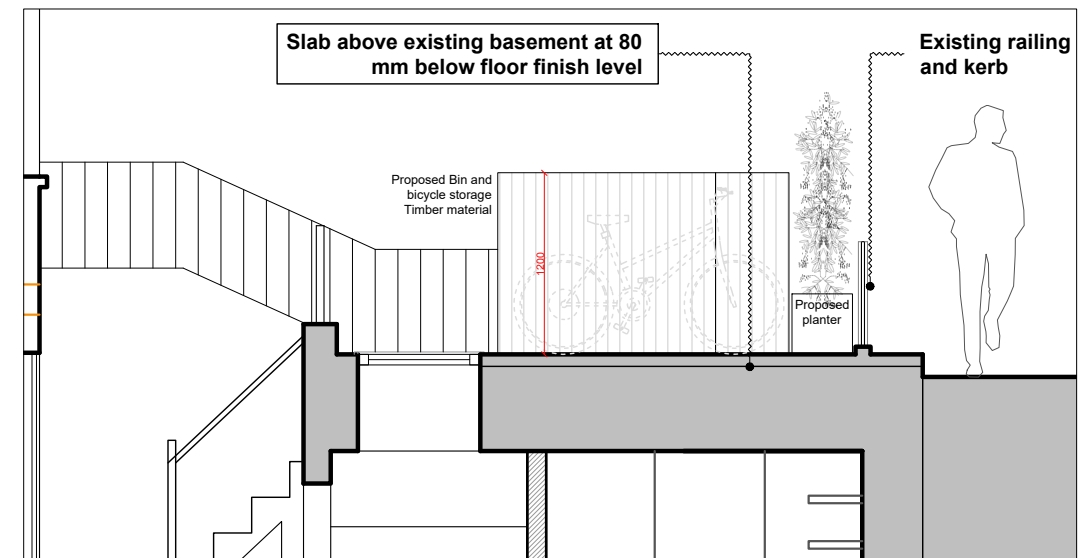 Slab above existing basement at 80
mm below floor finish level
Existing railing
and kerb
Proposed Bin and
bicycle storage
Timber material
1200
Proposed
planter